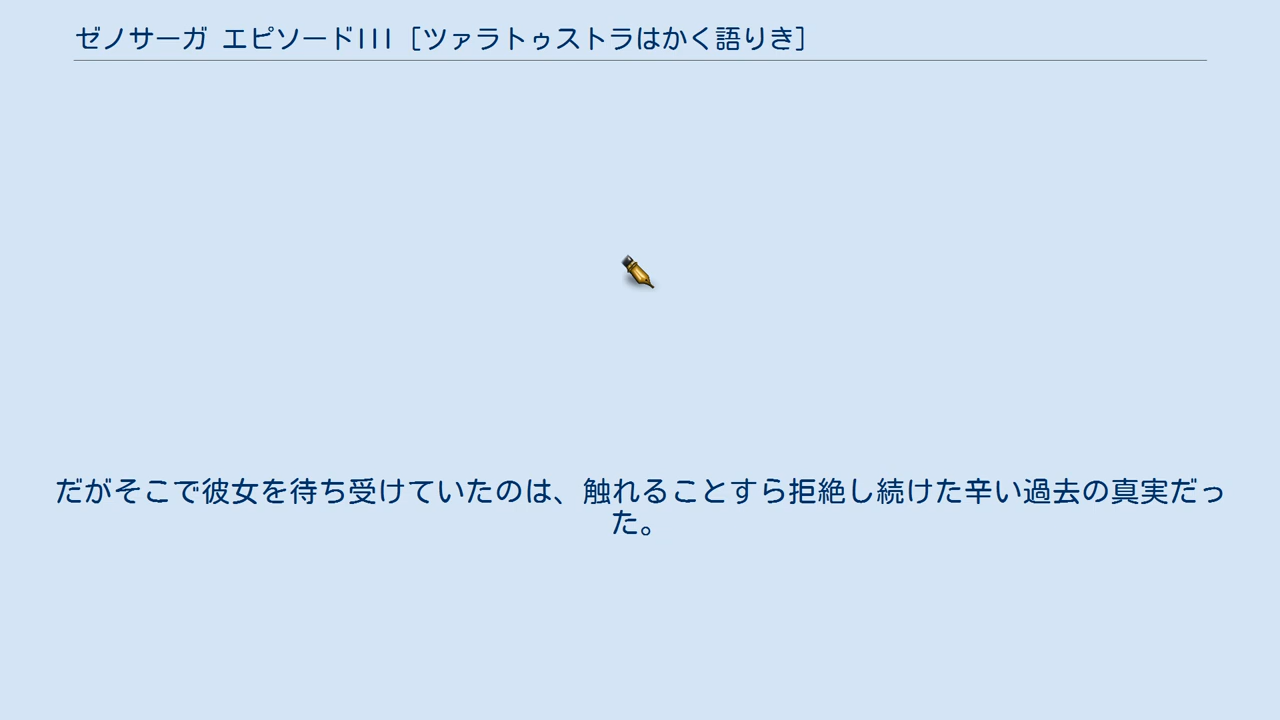 ゼノサーガ エピソードIII［ツァラトゥストラはかく語りき］
だがそこで彼女を待ち受けていたのは、触れることすら拒絶し続けた辛い過去の真実だっ
た。